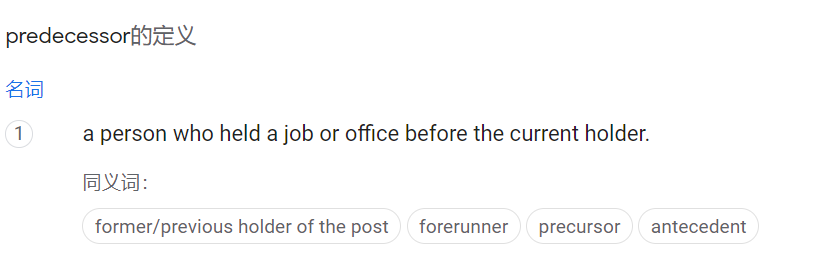 predecessor的定义
名词
1 a person who held a job or office before the current holder.
同义词：
former/previous holder of the post forerunner precursor antecedent